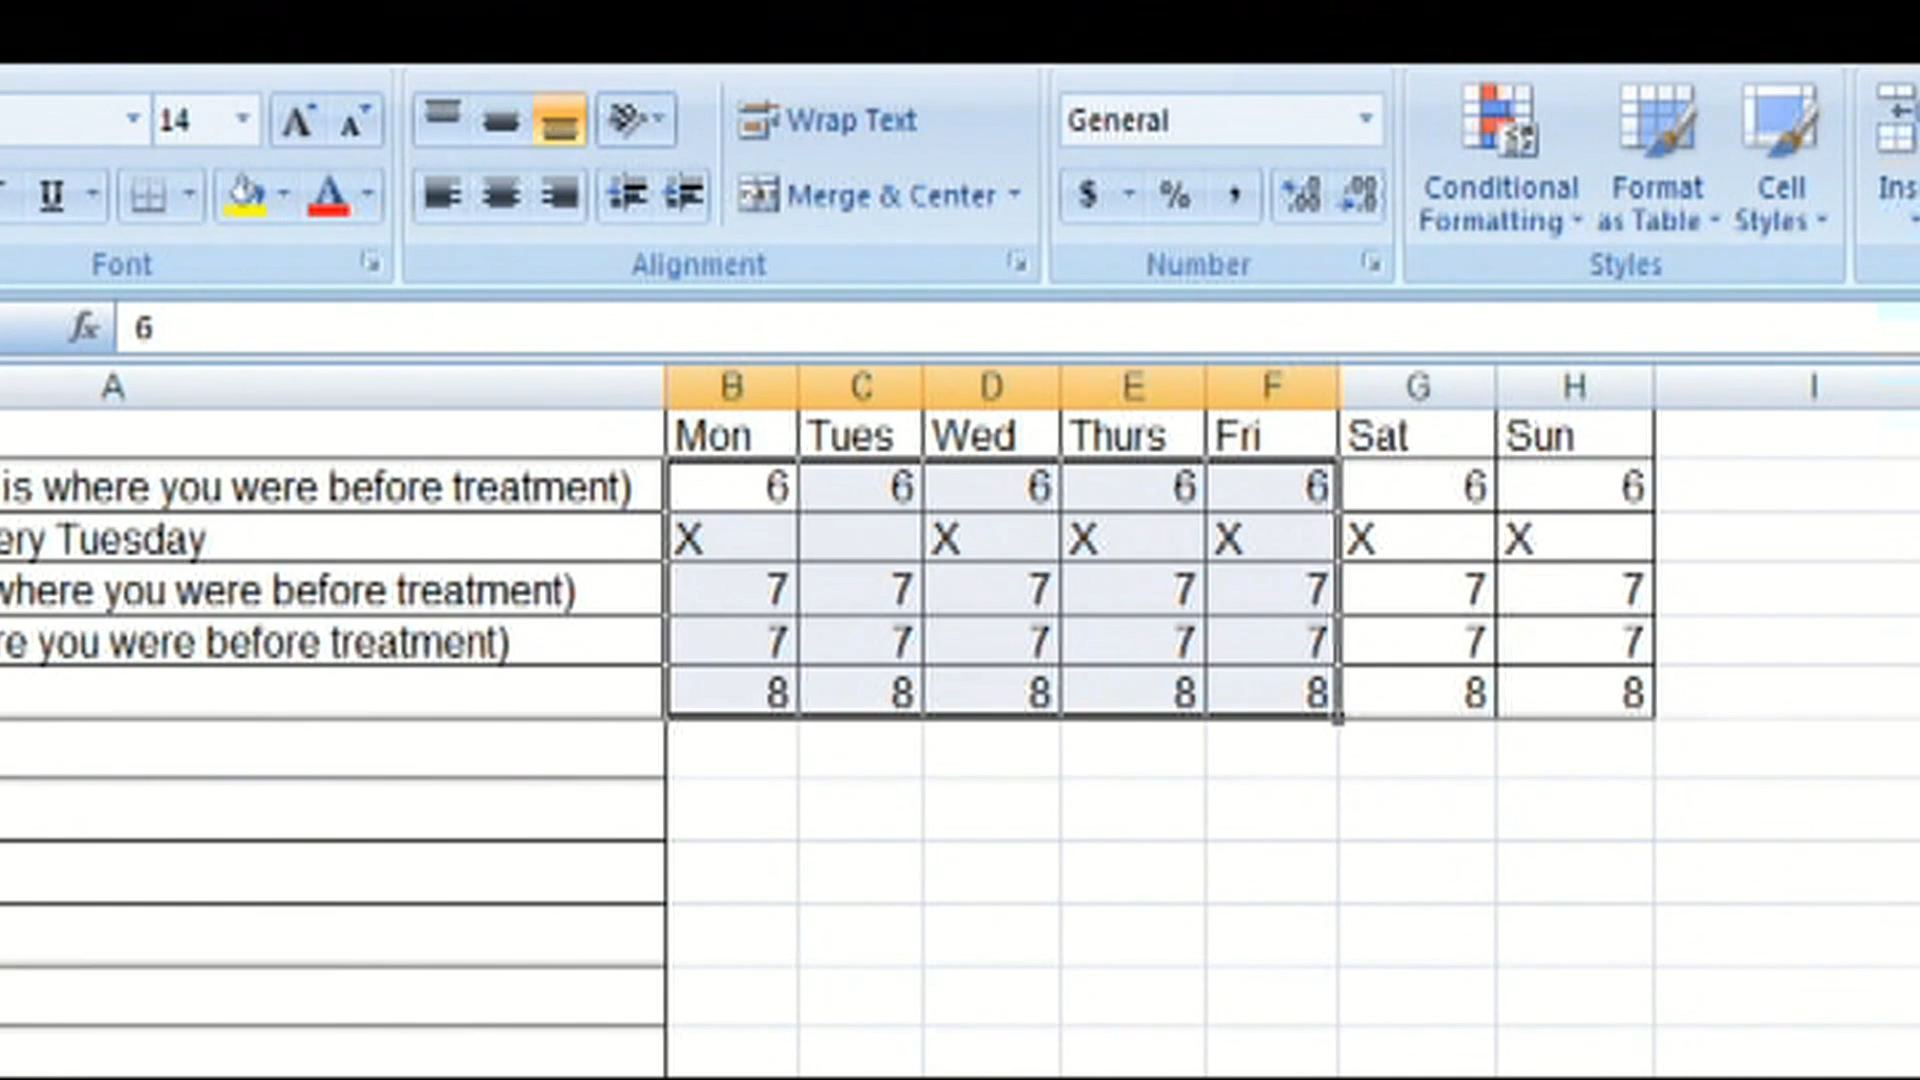 14 A A Wrap Text General
U A Merge & Center $ % , Conditional Formatting Format as Table Cell Styles
Font Alignment Number Styles
fx 6
A B C D E F G H I
Mon Tues Wed Thurs Fri Sat Sun
is where you were before treatment) 6 6 6 6 6 6 6
ery Tuesday X X X X X X
where you were before treatment) 7 7 7 7 7 7 7
re you were before treatment) 7 7 7 7 7 7 7
8 8 8 8 8 8 8